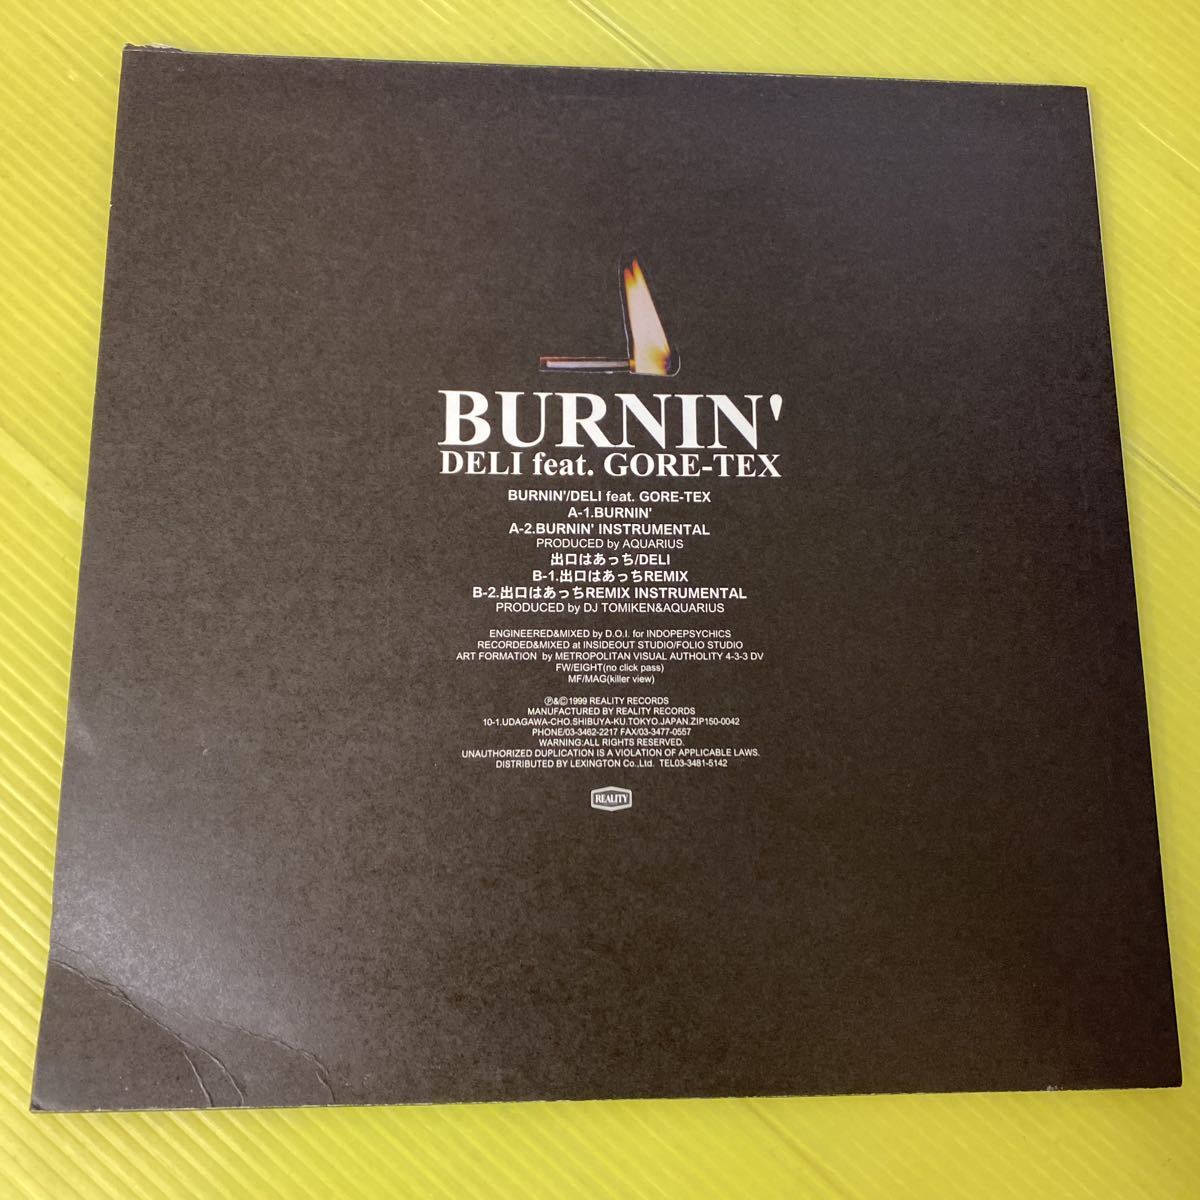 BURNIN'
DELI feat. GORE-TEX
BURNIN'/DELI feat. GORE-TEX
A-1.BURNIN'
A-2.BURNIN' INSTRUMENTAL
PRODUCED by AQUARIUS
出口はあっち/DELI
B-1.出口はあっちREMIX
B-2.出口はあっちREMIX INSTRUMENTAL
PRODUCED by DJ TOMIKEN&AQUARIUS
ENGINEERED&MIXED by D.O.I. for INDOPEPSYCHICS
RECORDED&MIXED at INSIDEOUT STUDIO/FOLIO STUDIO
ART FORMATION by METROPOLITAN VISUAL AUTHOLITY 4-3-3 DV
FW/EIGHT(no click pass)
MF/MAG(killer view)
Ⓟ&Ⓒ1999 REALITY RECORDS
MANUFACTURED BY REALITY RECORDS
10-1.UDAGAWA-CHO.SHIBUYA-KU.TOKYO.JAPAN.ZIP150-0042
PHONE/03-3462-2217 FAX/03-3477-0557
WARNING:ALL RIGHTS RESERVED.
UNAUTHORIZED DUPLICATION IS A VIOLATION OF APPLICABLE LAWS.
DISTRIBUTED BY LEXINGTON Co.,Ltd. TEL03-3481-5142
REALITY